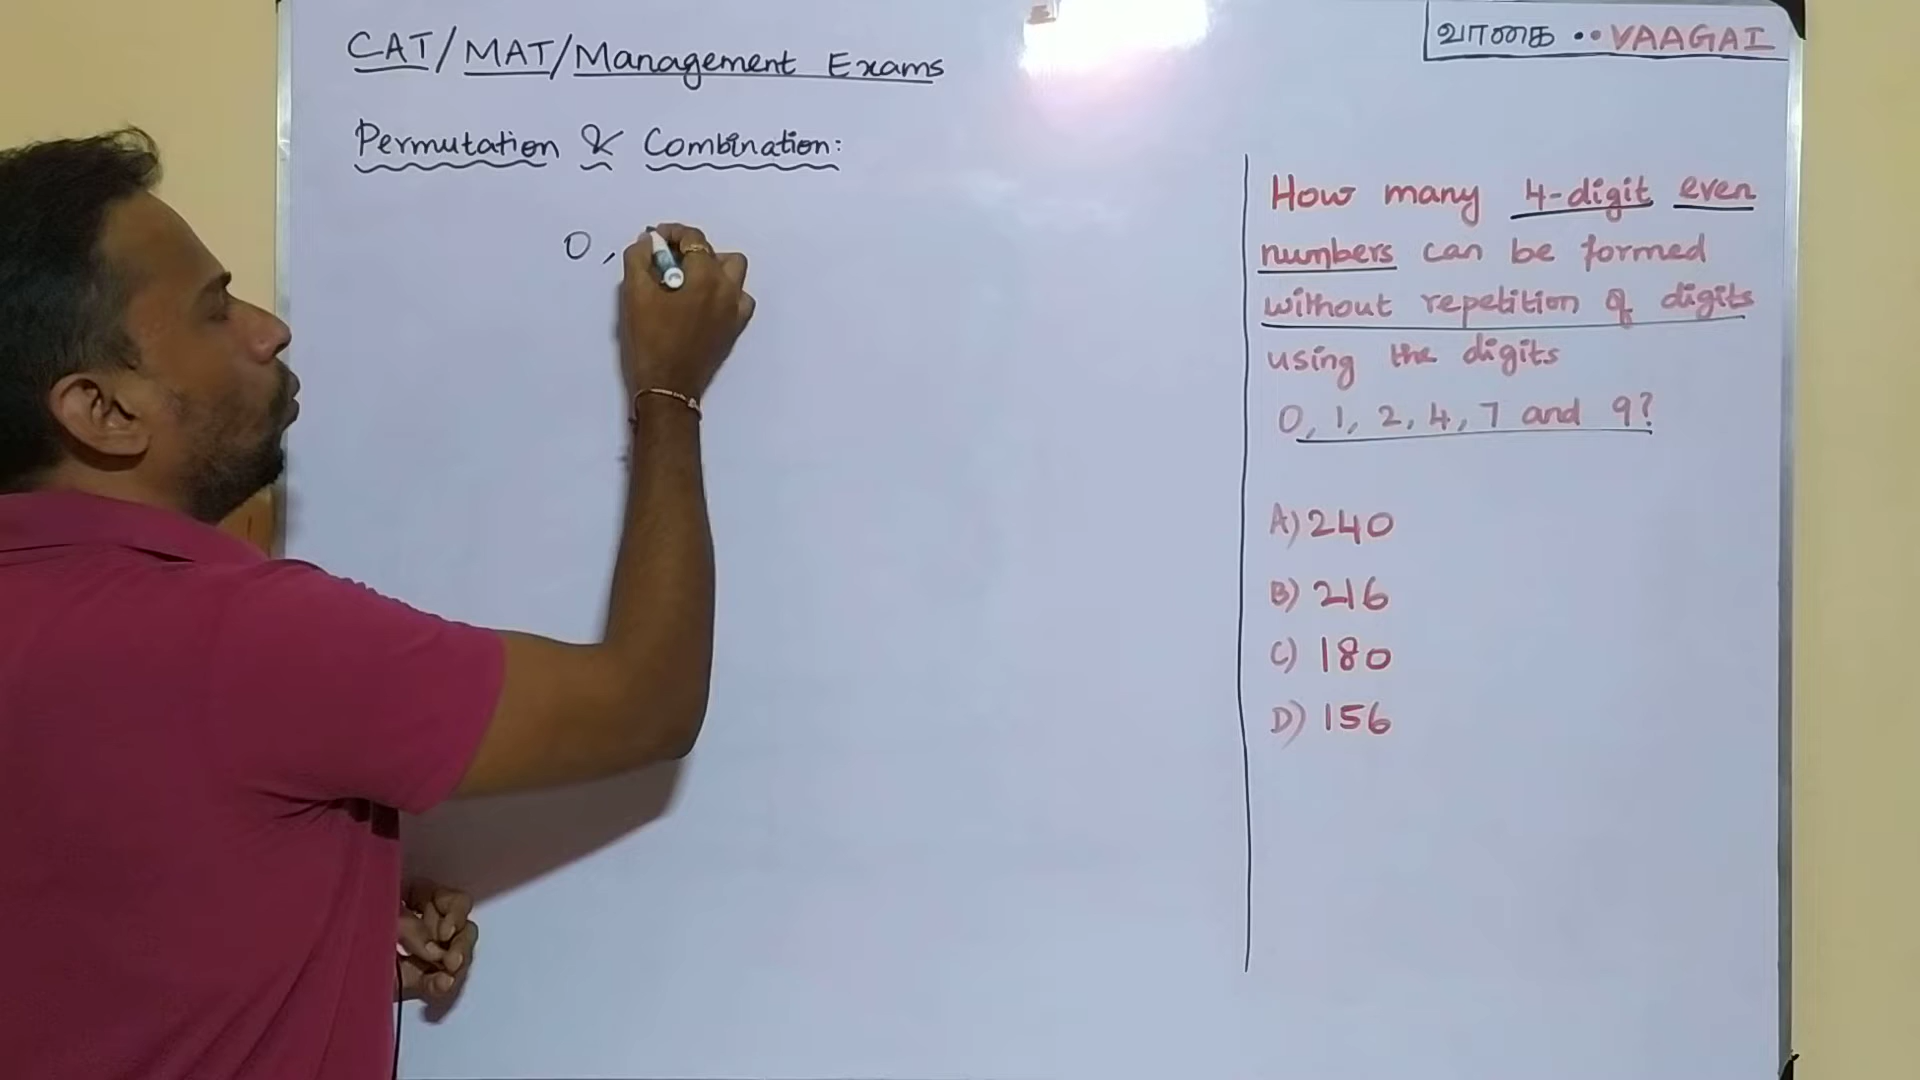 CAT/MAT/Management Exams
வாகை..VAAGAI
Permutation & Combination:
0,
How many 4-digit even
numbers can be formed
without repetition of digits
using the digits
0, 1, 2, 4, 7 and 9?
A) 240
B) 216
C) 180
D) 156